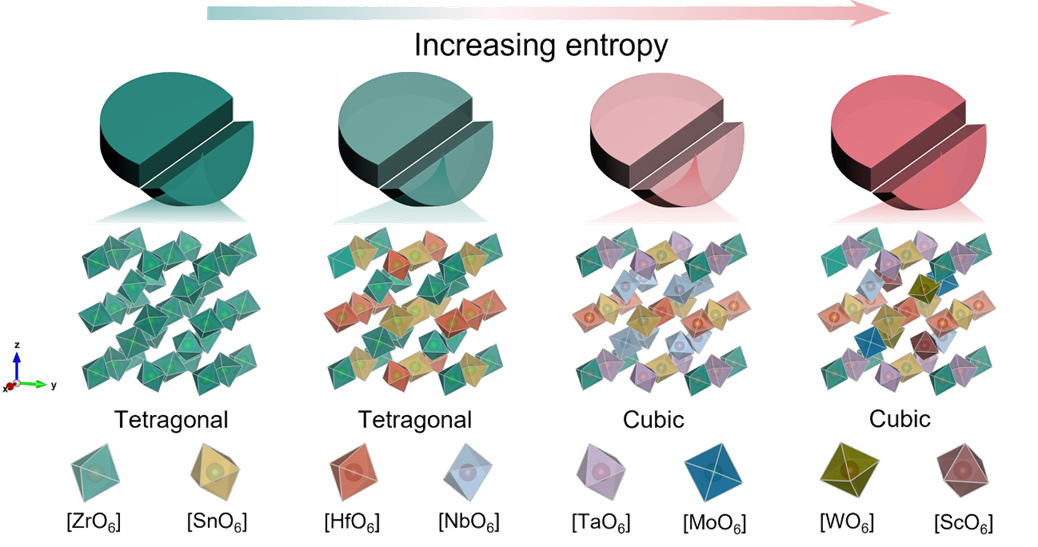 Increasing entropy
z
x
y
Tetragonal
Tetragonal
Cubic
Cubic
[ZrO₆]
[SnO₆]
[HfO₆]
[NbO₆]
[TaO₆]
[MoO₆]
[WO₆]
[ScO₆]